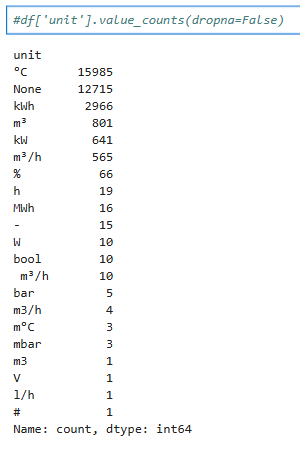 #df['unit'].value_counts(dropna=False)
unit
°C 15985
None 12715
kWh 2966
m³ 801
kW 641
m³/h 565
% 66
h 19
MWh 16
- 15
W 10
bool 10
 m³/h 10
bar 5
m3/h 4
m°C 3
mbar 3
m3 1
V 1
l/h 1
# 1
Name: count, dtype: int64